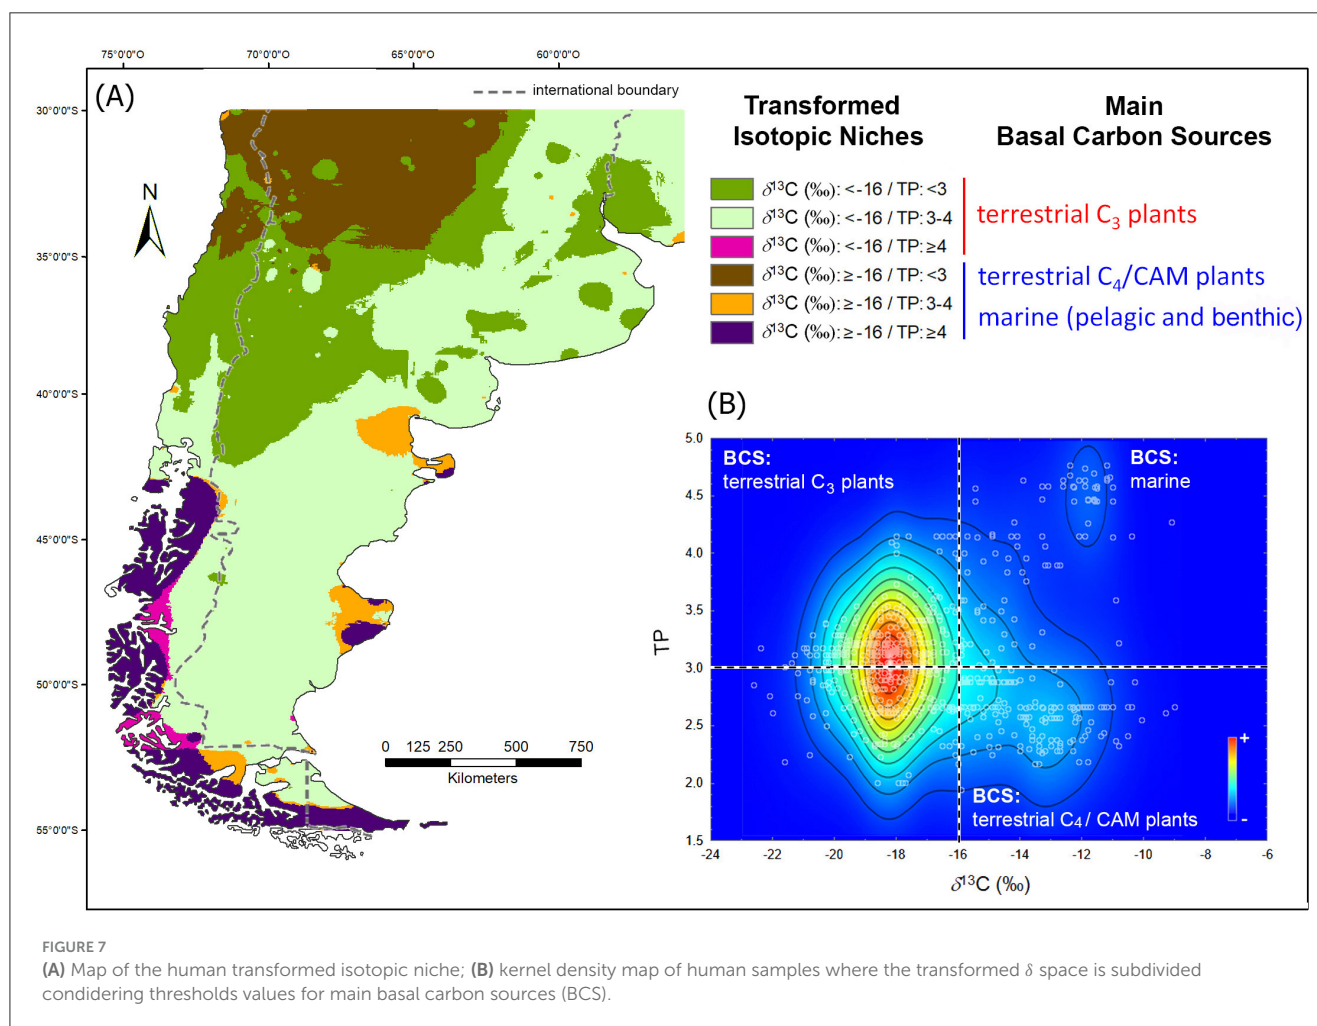 75°0'0"O 70°0'0"O 65°0'0"O 60°0'0"O
(A)
international boundary
30°0'0"S
N
35°0'0"S
40°0'0"S
45°0'0"S
50°0'0"S
55°0'0"S
0 125 250 500 750
Kilometers
Transformed
Isotopic Niches
Main
Basal Carbon Sources
δ13C (‰): <-16 / TP: <3
δ13C (‰): <-16 / TP: 3-4
δ13C (‰): <-16 / TP: ≥4
δ13C (‰): ≥-16 / TP: <3
δ13C (‰): ≥-16 / TP: 3-4
δ13C (‰): ≥-16 / TP: ≥4
terrestrial C3 plants
terrestrial C4/CAM plants
marine (pelagic and benthic)
(B)
BCS:
terrestrial C3 plants
BCS:
marine
BCS:
terrestrial C4 / CAM plants
+
-
TP
5.0
4.5
4.0
3.5
3.0
2.5
2.0
1.5
-24 -22 -20 -18 -16 -14 -12 -10 -8 -6
δ13C (‰)
FIGURE 7
(A) Map of the human transformed isotopic niche; (B) kernel density map of human samples where the transformed δ space is subdivided
condidering thresholds values for main basal carbon sources (BCS).